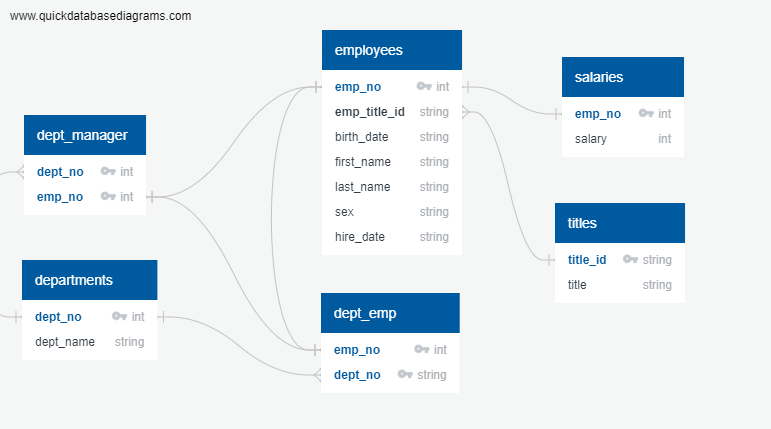 www.quickdatabasediagrams.com
employees
emp_no int
emp_title_id string
birth_date string
first_name string
last_name string
sex string
hire_date string
salaries
emp_no int
salary int
dept_manager
dept_no int
emp_no int
titles
title_id string
title string
departments
dept_no int
dept_name string
dept_emp
emp_no int
dept_no string